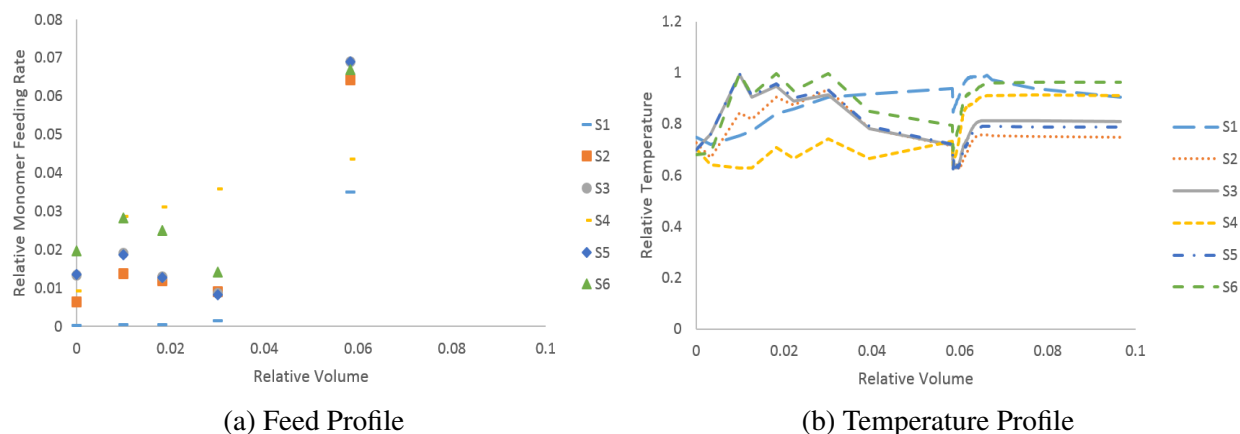 0.08
0.07
0.06
0.05
0.04
0.03
0.02
0.01
0
Relative Monomer Feeding Rate
0 0.02 0.04 0.06 0.08 0.1
Relative Volume
S1
S2
S3
S4
S5
S6
(a) Feed Profile
1.2
1
0.8
0.6
0.4
0.2
0
Relative Temperature
0 0.02 0.04 0.06 0.08 0.1
Relative Volume
S1
S2
S3
S4
S5
S6
(b) Temperature Profile